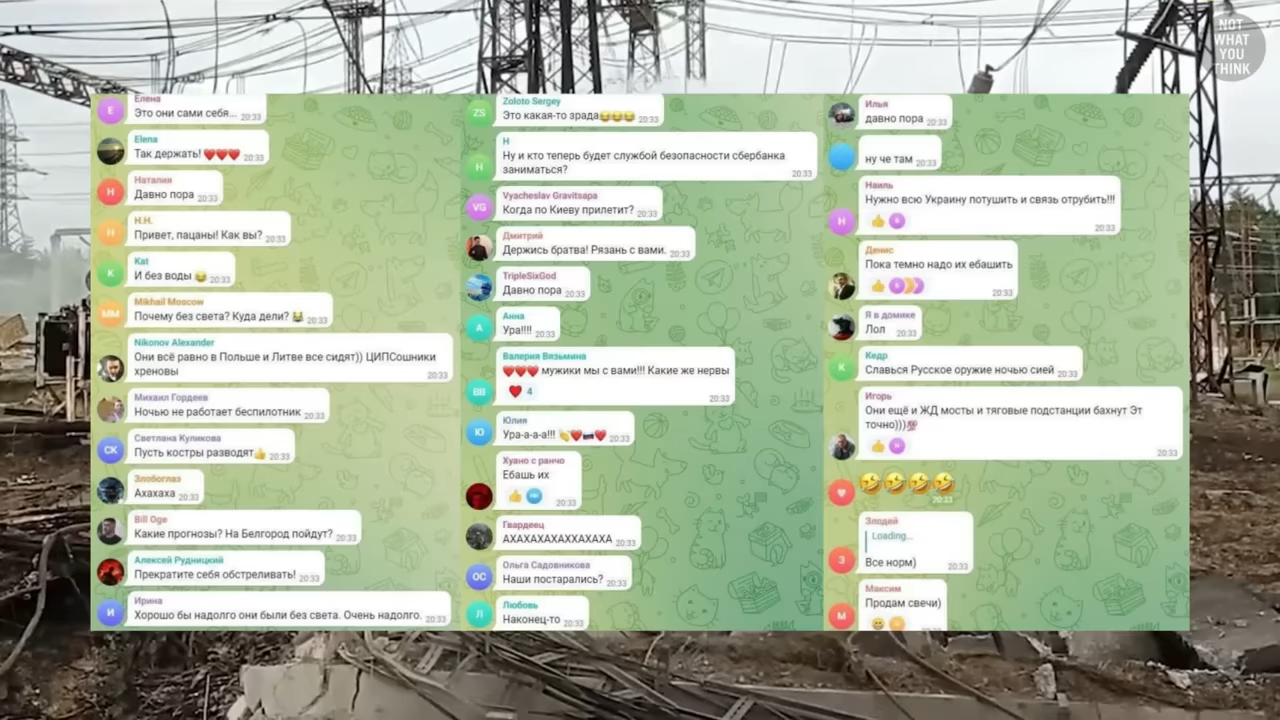 NOT
WHAT
YOU
THINK
Елена
Это они сами себя... 20:33
Elena
Так держать! ❤❤❤ 20:33
Н
Наталия
Давно пора 20:33
Н
Н.Н.
Привет, пацаны! Как вы? 20:33
K
Kat
И без воды 😂 20:33
MM
Mikhail Moscow
Почему без света? Куда дели? 😹 20:33
Nikonov Alexander
Они всё равно в Польше и Литве все сидят)) ЦИПСошники
хреновы 20:33
Михаил Гордеев
Ночью не работает беспилотник 20:33
СК
Светлана Куликова
Пусть костры разводят👍 20:33
Злобоглаз
Ахахаха 20:33
Bill Oge
Какие прогнозы? На Белгород пойдут? 20:33
Алексей Рудницкий
Прекратите себя обстреливать! 20:33
И
Ирина
Хорошо бы надолго они были без света. Очень надолго. 20:33
ZS
Zoloto Sergey
Это какая-то зрада😂😂😂 20:33
Н
Н
Ну и кто теперь будет службой безопасности сбербанка
заниматься? 20:33
VG
Vyacheslav Gravitsapa
Когда по Киеву прилетит? 20:33
Дмитрий
Держись братва! Рязань с вами. 20:33
TripleSixGod
Давно пора 20:33
А
Анна
Ура!!!! 20:33
ВВ
Валерия Вязьмина
❤❤❤ мужики мы с вами!!! Какие же нервы
❤ 4 20:33
Ю
Юлия
Ура-а-а-а!!! 👏❤🇷🇺❤ 20:33
Хуано с ранчо
Ебашь их
👍 20:33
Гвардеец
АХАХАХАХАХХАХАХА 20:33
ОС
Ольга Садовникова
Наши постарались? 20:33
Л
Любовь
Наконец-то 20:33
Илья
давно пора 20:33
ну че там 20:33
Н
Наиль
Нужно всю Украину потушить и связь отрубить!!!
👍 20:33
Денис
Пока темно надо их ебашить
👍 20:33
Я в домике
Лол 20:33
К
Кедр
Славься Русское оружие ночью сией 20:33
Игорь
Они ещё и ЖД мосты и тяговые подстанции бахнут Эт
точно)))💯
👍 20:33
🤣🤣🤣🤣
20:33
З
Злодей
Loading...
Все норм) 20:33
М
Максим
Продам свечи)
😀